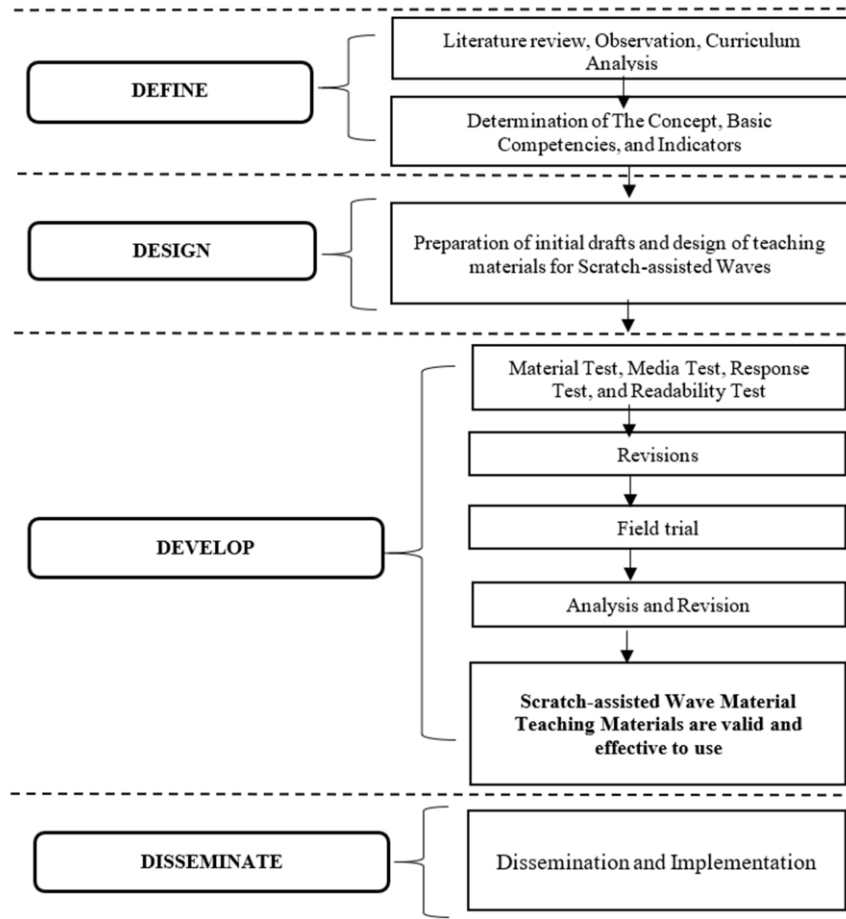 DEFINE
Literature review, Observation, Curriculum
Analysis
Determination of The Concept, Basic
Competencies, and Indicators
DESIGN
Preparation of initial drafts and design of teaching
materials for Scratch-assisted Waves
DEVELOP
Material Test, Media Test, Response
Test, and Readability Test
Revisions
Field trial
Analysis and Revision
Scratch-assisted Wave Material
Teaching Materials are valid and
effective to use
DISSEMINATE
Dissemination and Implementation